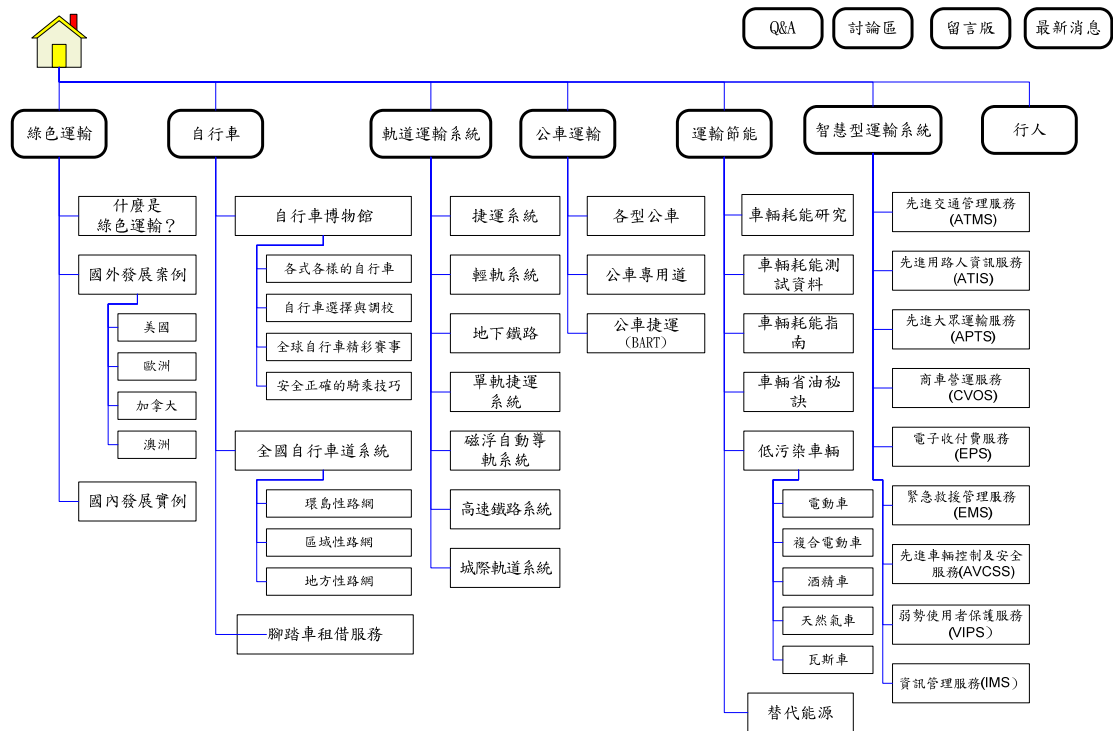 Q&A
討論區
留言版
最新消息
綠色運輸
自行車
軌道運輸系統
公車運輸
運輸節能
智慧型運輸系統
行人
什麼是
綠色運輸？
國外發展案例
美國
歐洲
加拿大
澳洲
國內發展實例
自行車博物館
各式各樣的自行車
自行車選擇與調校
全球自行車精彩賽事
安全正確的騎乘技巧
全國自行車道系統
環島性路網
區域性路網
地方性路網
腳踏車租借服務
捷運系統
輕軌系統
地下鐵路
單軌捷運
系統
磁浮自動導
軌系統
高速鐵路系統
城際軌道系統
各型公車
公車專用道
公車捷運
（BART）
車輛耗能研究
車輛耗能測
試資料
車輛耗能指
南
車輛省油秘
訣
低污染車輛
電動車
複合電動車
酒精車
天然氣車
瓦斯車
替代能源
先進交通管理服務
(ATMS)
先進用路人資訊服務
(ATIS)
先進大眾運輸服務
(APTS)
商車營運服務
(CVOS)
電子收付費服務
(EPS)
緊急救援管理服務
(EMS)
先進車輛控制及安全
服務(AVCSS)
弱勢使用者保護服務
(VIPS）
資訊管理服務(IMS）